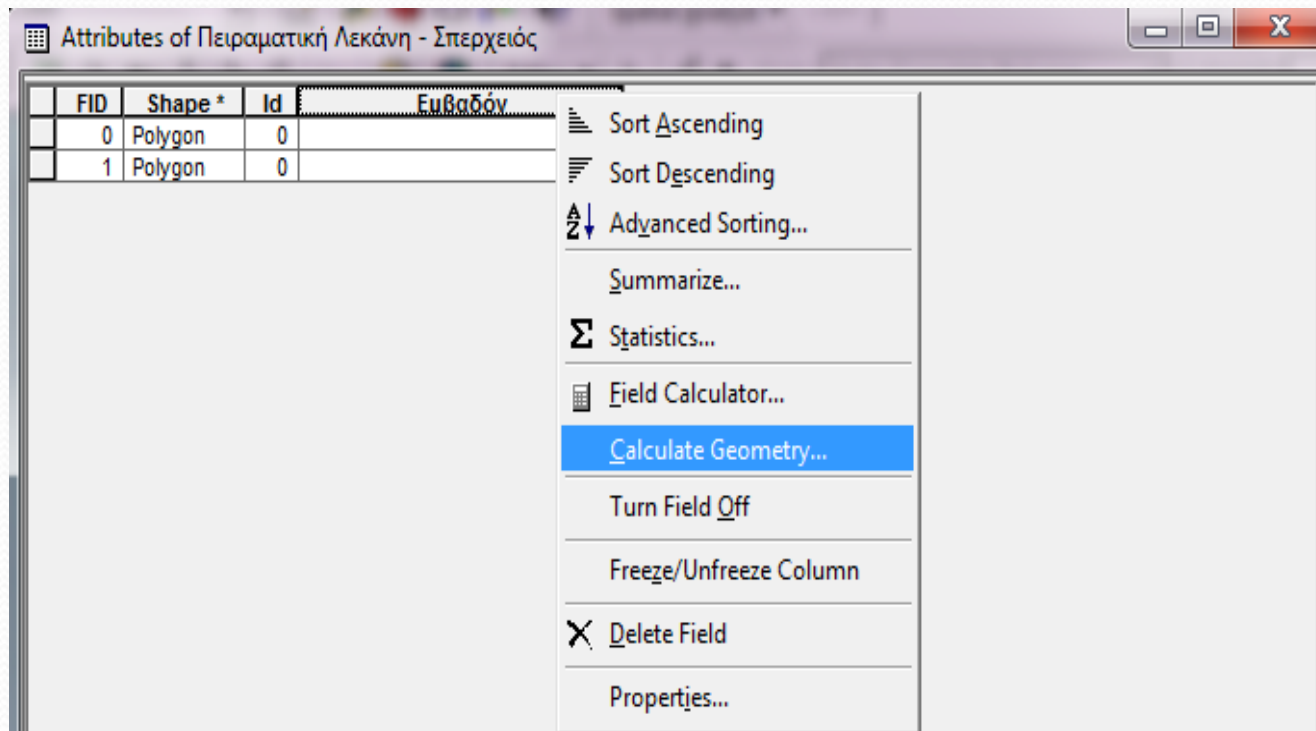 Attributes of Πειραματική Λεκάνη - Σπερχειός
FID Shape * Id Εμβαδόν
0 Polygon 0
1 Polygon 0
Sort Ascending
Sort Descending
Advanced Sorting...
Summarize...
Statistics...
Field Calculator...
Calculate Geometry...
Turn Field Off
Freeze/Unfreeze Column
Delete Field
Properties...